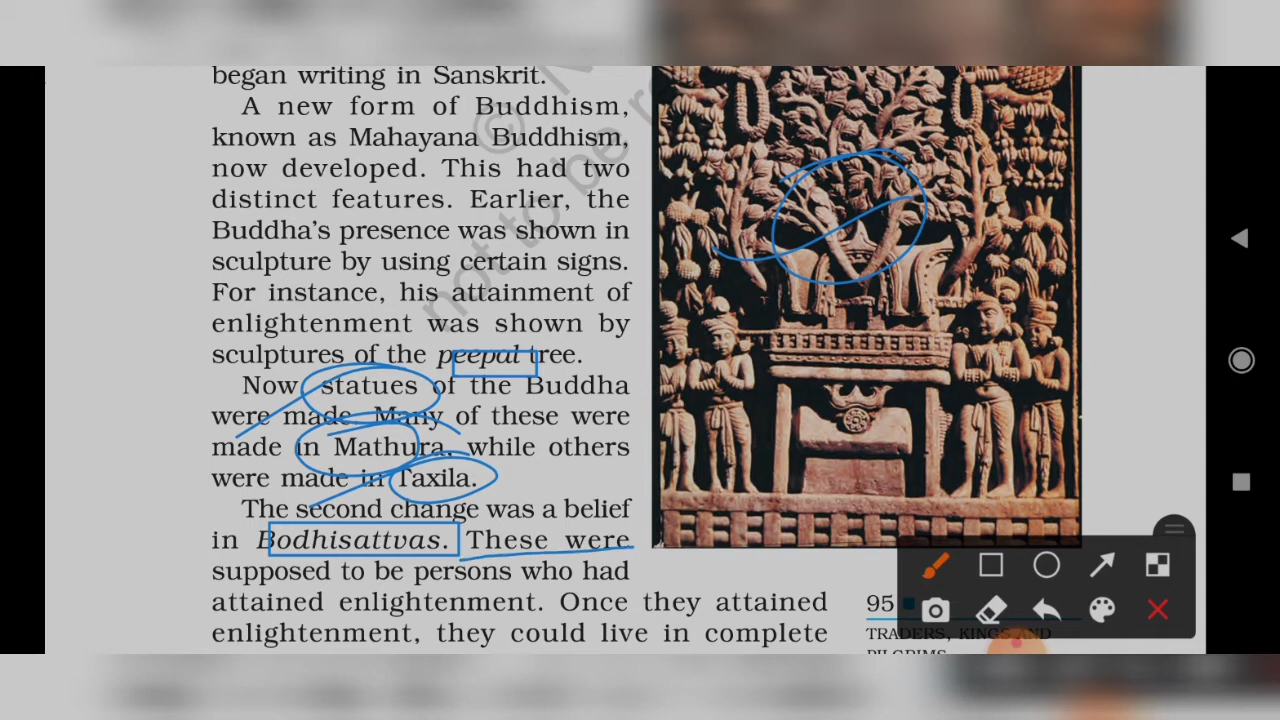 began writing in Sanskrit.
A new form of Buddhism,
known as Mahayana Buddhism,
now developed. This had two
distinct features. Earlier, the
Buddha's presence was shown in
sculpture by using certain signs.
For instance, his attainment of
enlightenment was shown by
sculptures of the peepal tree.
Now statues of the Buddha
were made. Many of these were
made in Mathura, while others
were made in Taxila.
The second change was a belief
in Bodhisattvas. These were
supposed to be persons who had
attained enlightenment. Once they attained
enlightenment, they could live in complete
95
TRADERS, KINGS AND
PILGRIMS
© N
not to be re